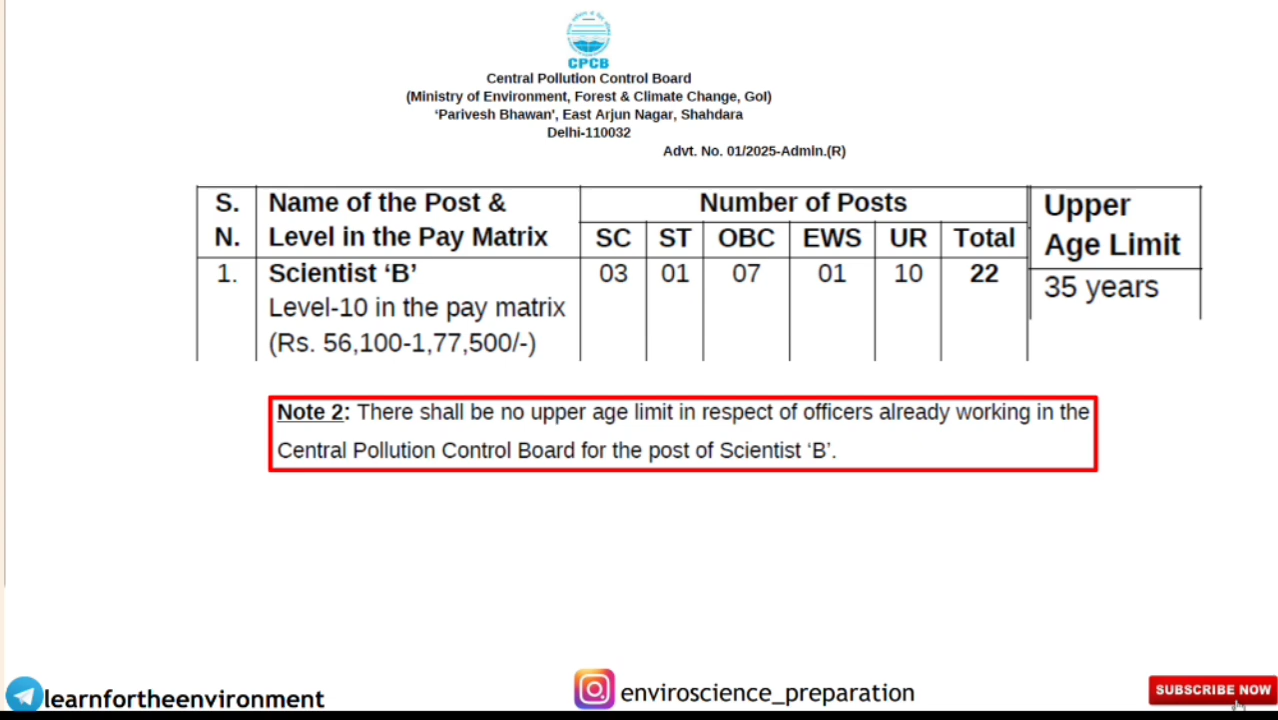 CPCB
Central Pollution Control Board
(Ministry of Environment, Forest & Climate Change, GoI)
‘Parivesh Bhawan’, East Arjun Nagar, Shahdara
Delhi-110032
Advt. No. 01/2025-Admin.(R)
S. N. Name of the Post & Level in the Pay Matrix Number of Posts Upper Age Limit
SC ST OBC EWS UR Total
1. Scientist ‘B’ 03 01 07 01 10 22 35 years
Level-10 in the pay matrix
(Rs. 56,100-1,77,500/-)
Note 2: There shall be no upper age limit in respect of officers already working in the
Central Pollution Control Board for the post of Scientist ‘B’.
learnfortheenvironment
enviroscience_preparation
SUBSCRIBE NOW